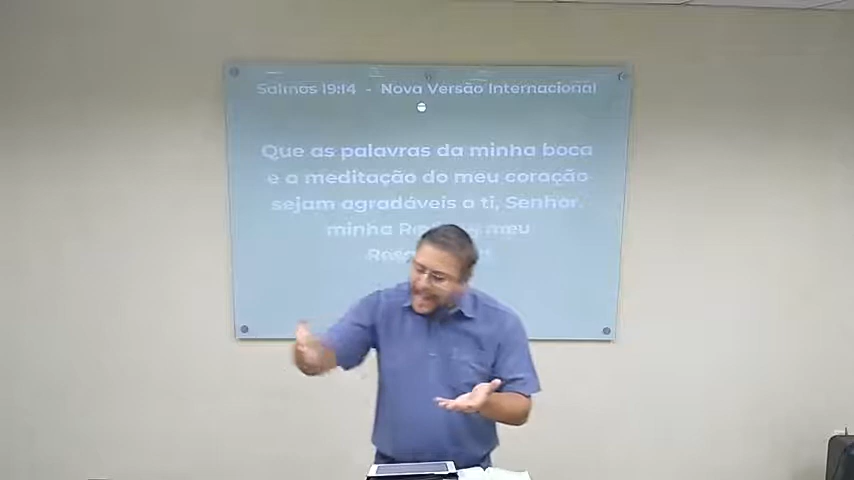 Salmos 19:14 - Nova Versão Internacional
Que as palavras da minha boca
e a meditação do meu coração
sejam agradáveis a ti, Senhor,
minha e meu